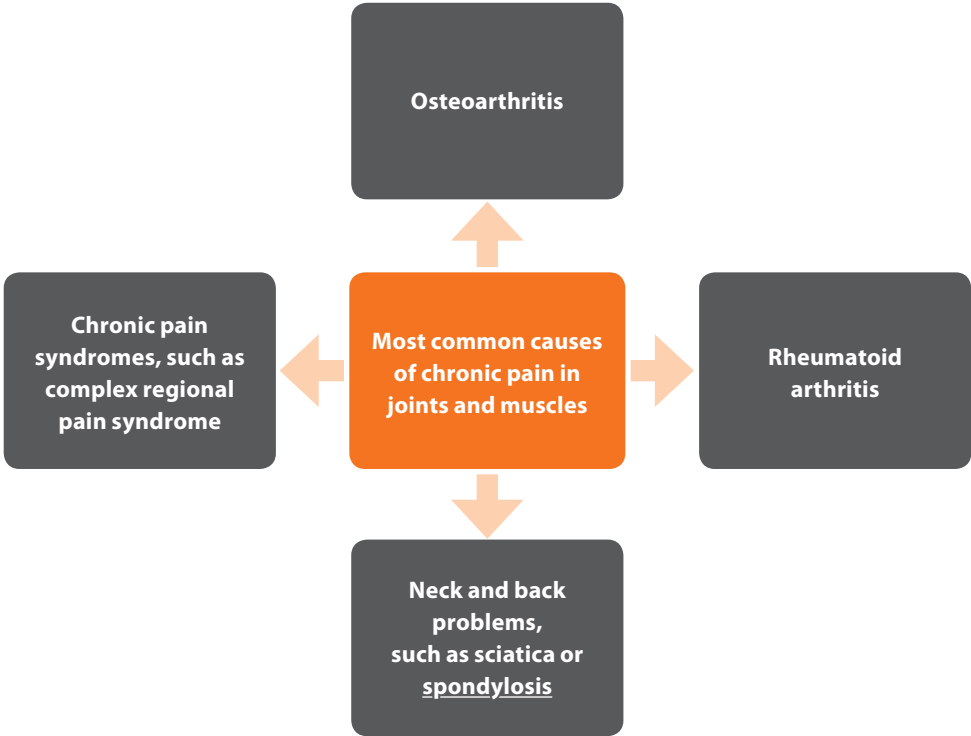 Osteoarthritis
Chronic pain
syndromes, such as
complex regional
pain syndrome
Most common causes
of chronic pain in
joints and muscles
Rheumatoid
arthritis
Neck and back
problems,
such as sciatica or
spondylosis